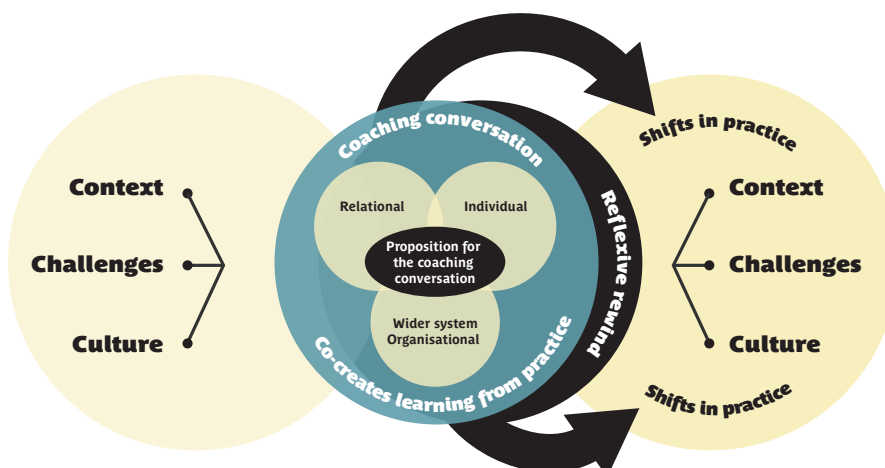 Context
Challenges
Culture
Coaching conversation
Relational
Individual
Proposition for
the coaching
conversation
Wider system
Organisational
Co-creates learning from practice
Reflexive rewind
Shifts in practice
Context
Challenges
Culture
Shifts in practice